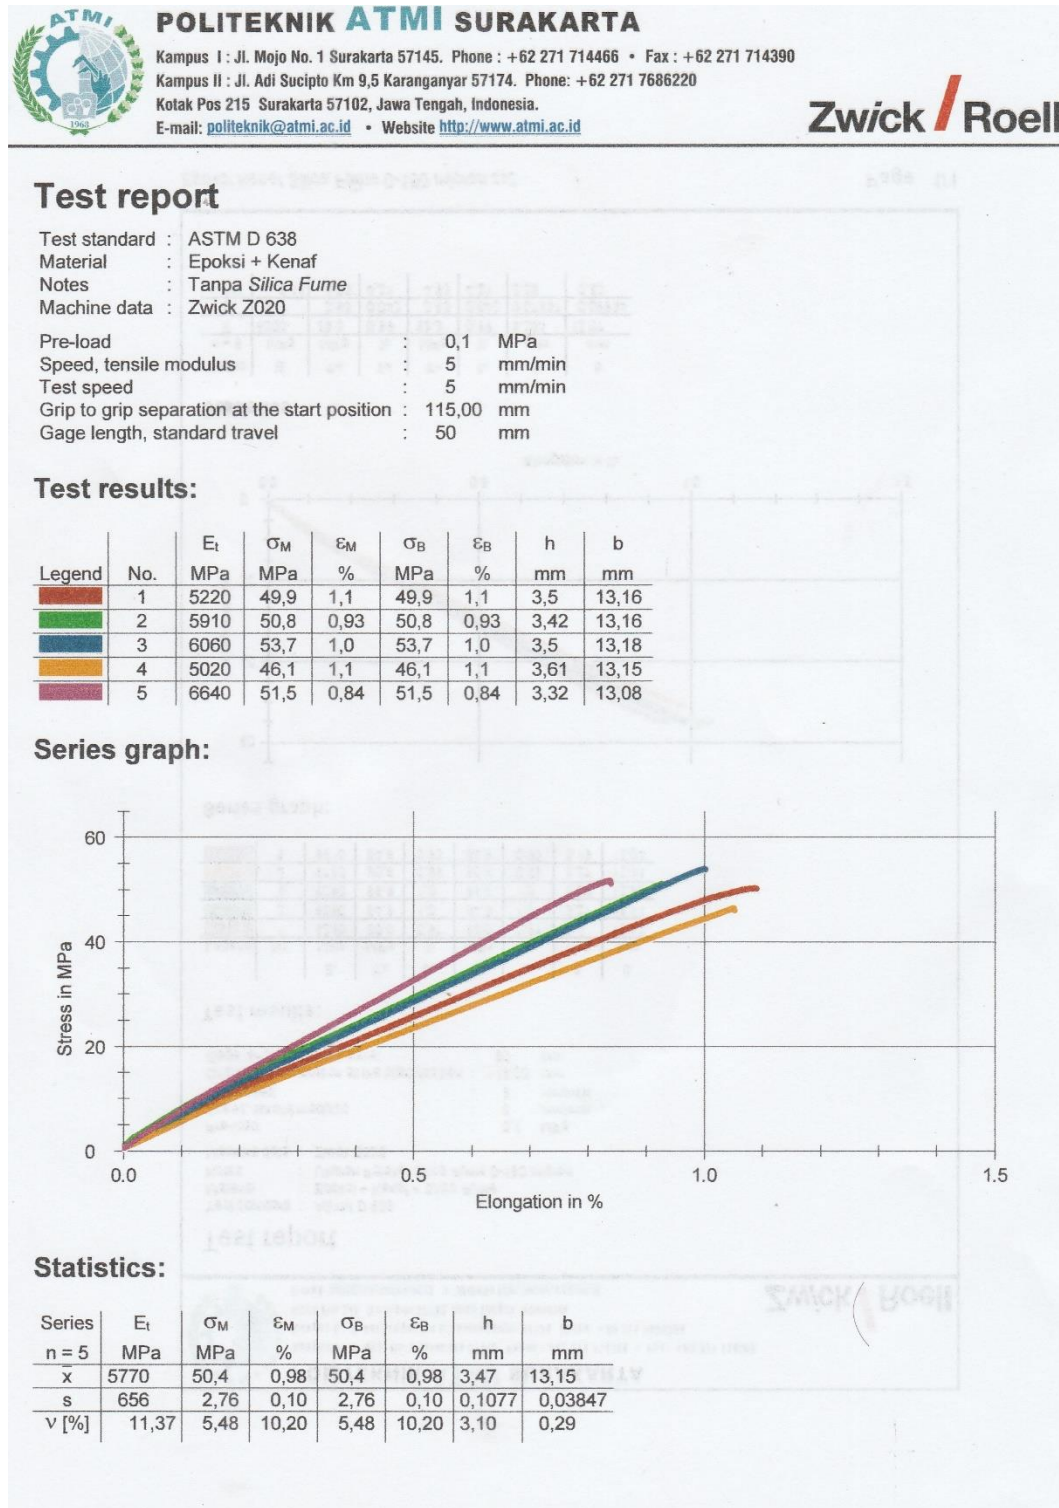 ATMI
1968
POLITEKNIK ATMI SURAKARTA
Kampus I : Jl. Mojo No. 1 Surakarta 57145. Phone : +62 271 714466 • Fax : +62 271 714390
Kampus II : Jl. Adi Sucipto Km 9,5 Karanganyar 57174. Phone: +62 271 7686220
Kotak Pos 215 Surakarta 57102, Jawa Tengah, Indonesia.
E-mail: politeknik@atmi.ac.id • Website http://www.atmi.ac.id
Zwick / Roell
Test report
Test standard : ASTM D 638
Material : Epoksi + Kenaf
Notes : Tanpa Silica Fume
Machine data : Zwick Z020
Pre-load : 0,1 MPa
Speed, tensile modulus : 5 mm/min
Test speed : 5 mm/min
Grip to grip separation at the start position : 115,00 mm
Gage length, standard travel : 50 mm
Test results:
Et σM εM σB εB h b
Legend No. MPa MPa % MPa % mm mm
1 5220 49,9 1,1 49,9 1,1 3,5 13,16
2 5910 50,8 0,93 50,8 0,93 3,42 13,16
3 6060 53,7 1,0 53,7 1,0 3,5 13,18
4 5020 46,1 1,1 46,1 1,1 3,61 13,15
5 6640 51,5 0,84 51,5 0,84 3,32 13,08
Series graph:
60
40
20
0
Stress in MPa
0.0 0.5 1.0 1.5
Elongation in %
Statistics:
Series Et σM εM σB εB h b
n = 5 MPa MPa % MPa % mm mm
x̄ 5770 50,4 0,98 50,4 0,98 3,47 13,15
s 656 2,76 0,10 2,76 0,10 0,1077 0,03847
ν [%] 11,37 5,48 10,20 5,48 10,20 3,10 0,29